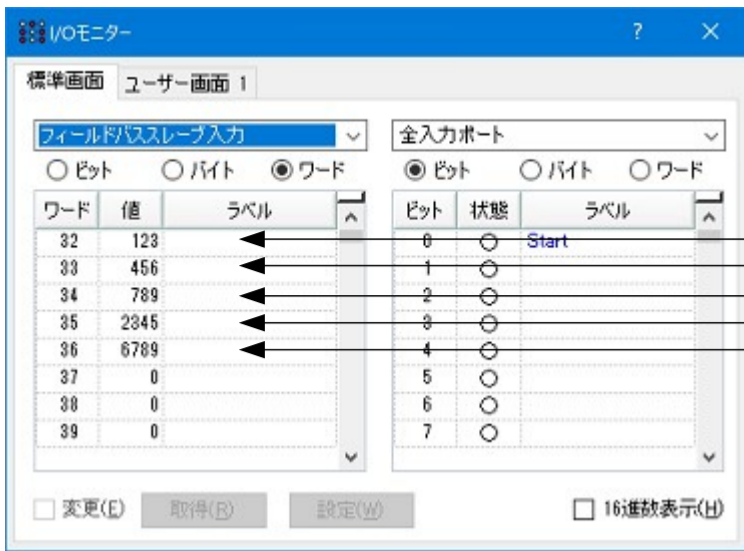 I/Oモニター ? ×
標準画面 ユーザー画面 1
フィールドバススレーブ入力 全入力ポート
ビット バイト ワード ビット バイト ワード
ワード 値 ラベル ビット 状態 ラベル
32 123 0 Start
33 456 1
34 789 2
35 2345 3
36 6789 4
37 0 5
38 0 6
39 0 7
変更(E) 取得(R) 設定(W) 16進数表示(H)